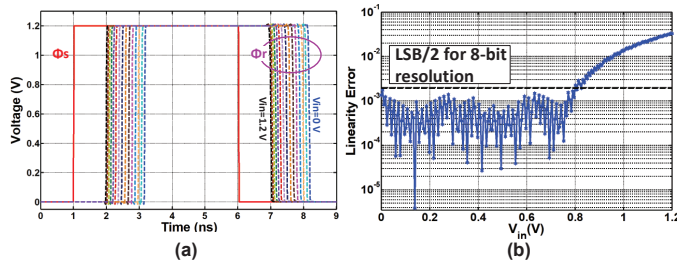 Φs
Φr
Vin=1.2 V
Vin=0 V
1.2
1.0
0.8
0.6
0.4
0.2
0
Voltage (V)
0 1 2 3 4 5 6 7 8 9
Time (ns)
(a)
LSB/2 for 8-bit
resolution
10-1
10-2
10-3
10-4
10-5
Linearity Error
0 0.2 0.4 0.6 0.8 1.0 1.2
Vin(V)
(b)